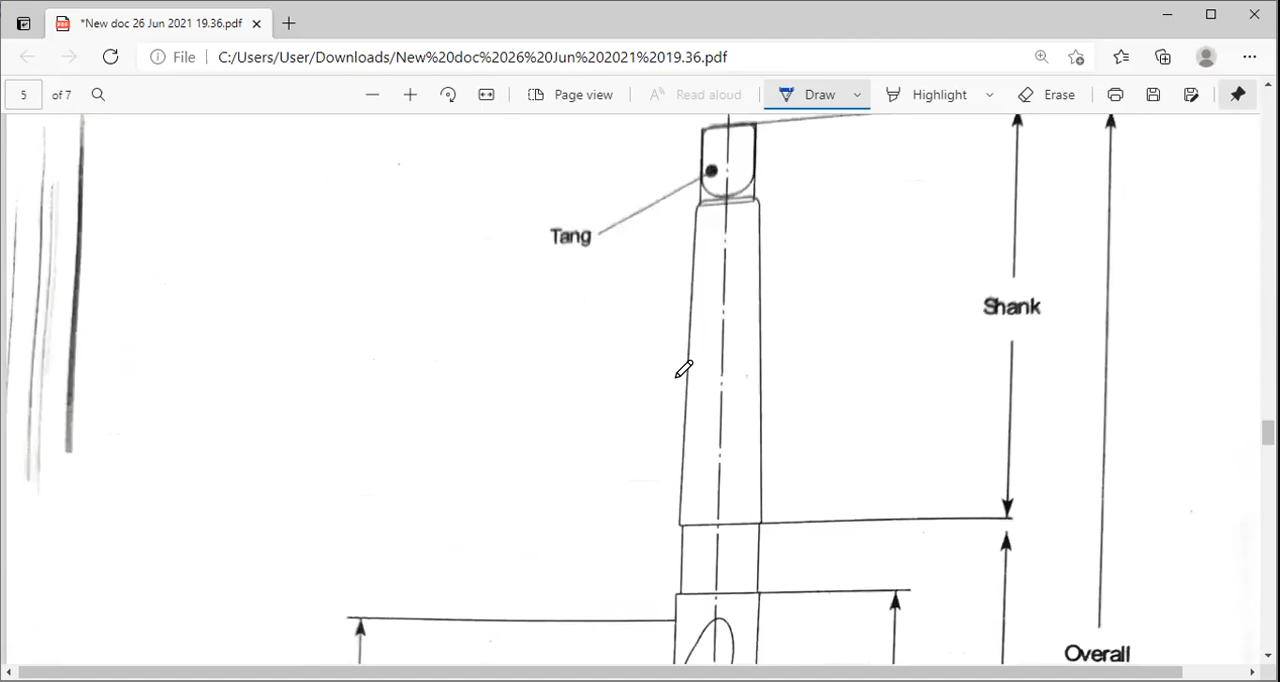 *New doc 26 Jun 2021 19.36.pdf
File C:/Users/User/Downloads/New%20doc%2026%20Jun%202021%2019.36.pdf
5 of 7 Page view Read aloud Draw Highlight Erase
Tang
Shank
Overall